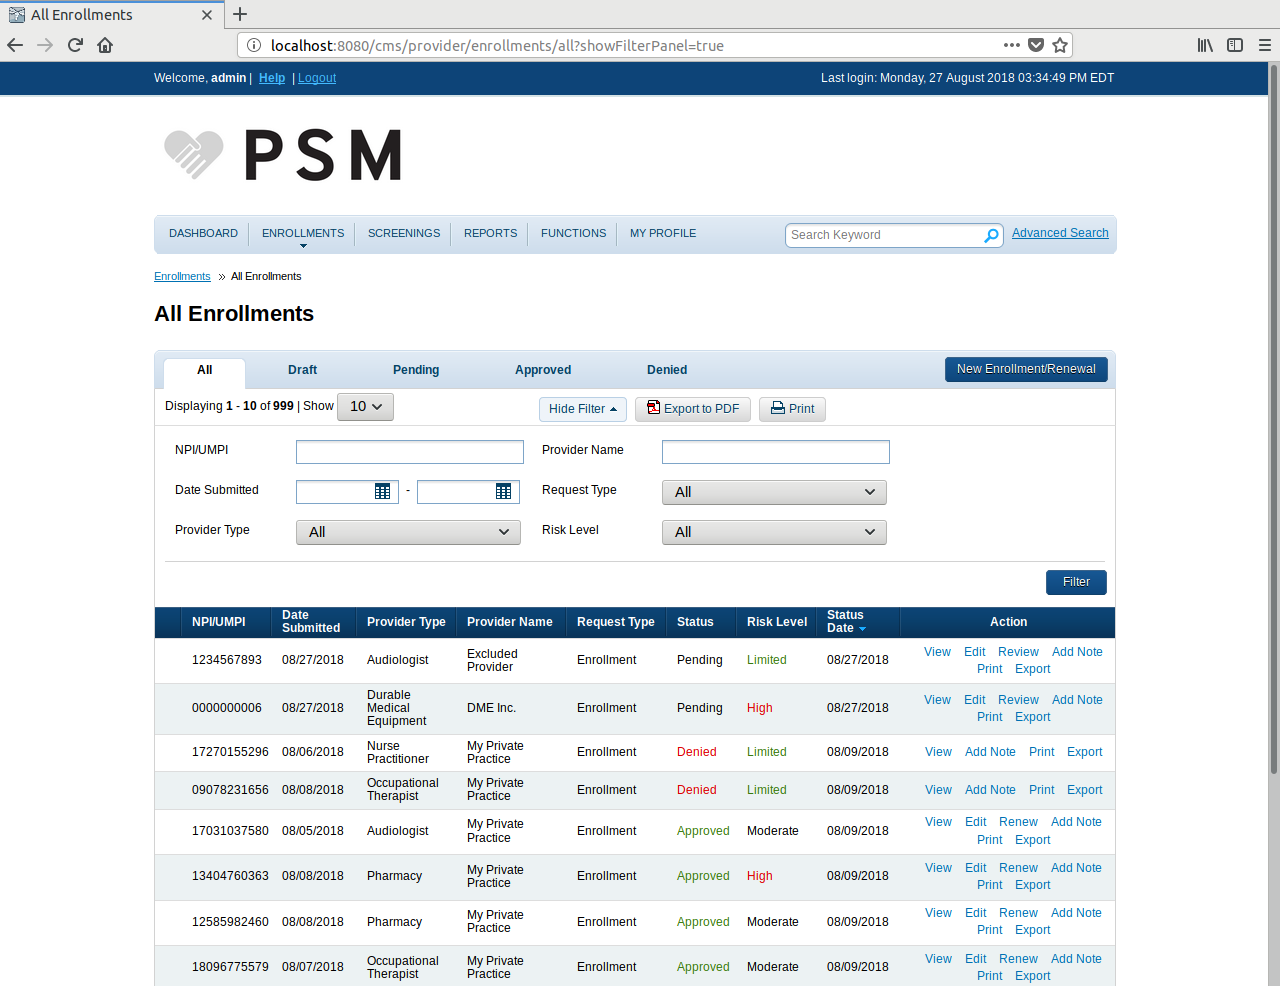 All Enrollments
localhost:8080/cms/provider/enrollments/all?showFilterPanel=true
Welcome, admin | Help | Logout
Last login: Monday, 27 August 2018 03:34:49 PM EDT
PSM
DASHBOARD ENROLLMENTS SCREENINGS REPORTS FUNCTIONS MY PROFILE
Search Keyword
Advanced Search
Enrollments » All Enrollments
All Enrollments
All Draft Pending Approved Denied
New Enrollment/Renewal
Displaying 1 - 10 of 999 | Show 10
Hide Filter Export to PDF Print
NPI/UMPI Provider Name
Date Submitted - Request Type All
Provider Type All Risk Level All
Filter
NPI/UMPI Date Submitted Provider Type Provider Name Request Type Status Risk Level Status Date Action
1234567893 08/27/2018 Audiologist Excluded Provider Enrollment Pending Limited 08/27/2018 View Edit Review Add Note Print Export
0000000006 08/27/2018 Durable Medical Equipment DME Inc. Enrollment Pending High 08/27/2018 View Edit Review Add Note Print Export
17270155296 08/06/2018 Nurse Practitioner My Private Practice Enrollment Denied Limited 08/09/2018 View Add Note Print Export
09078231656 08/08/2018 Occupational Therapist My Private Practice Enrollment Denied Limited 08/09/2018 View Add Note Print Export
17031037580 08/05/2018 Audiologist My Private Practice Enrollment Approved Moderate 08/09/2018 View Edit Renew Add Note Print Export
13404760363 08/08/2018 Pharmacy My Private Practice Enrollment Approved High 08/09/2018 View Edit Renew Add Note Print Export
12585982460 08/08/2018 Pharmacy My Private Practice Enrollment Approved Moderate 08/09/2018 View Edit Renew Add Note Print Export
18096775579 08/07/2018 Occupational Therapist My Private Practice Enrollment Approved Moderate 08/09/2018 View Edit Renew Add Note Print Export